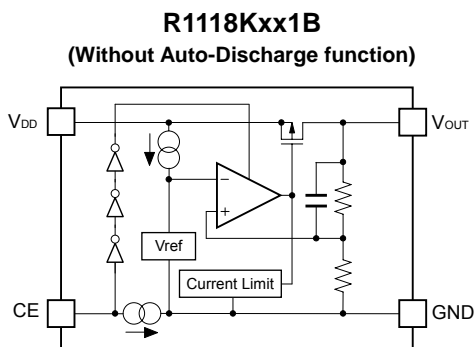 R1118Kxx1B
(Without Auto-Discharge function)
VDD
VOUT
−
+
Vref
Current Limit
CE
GND